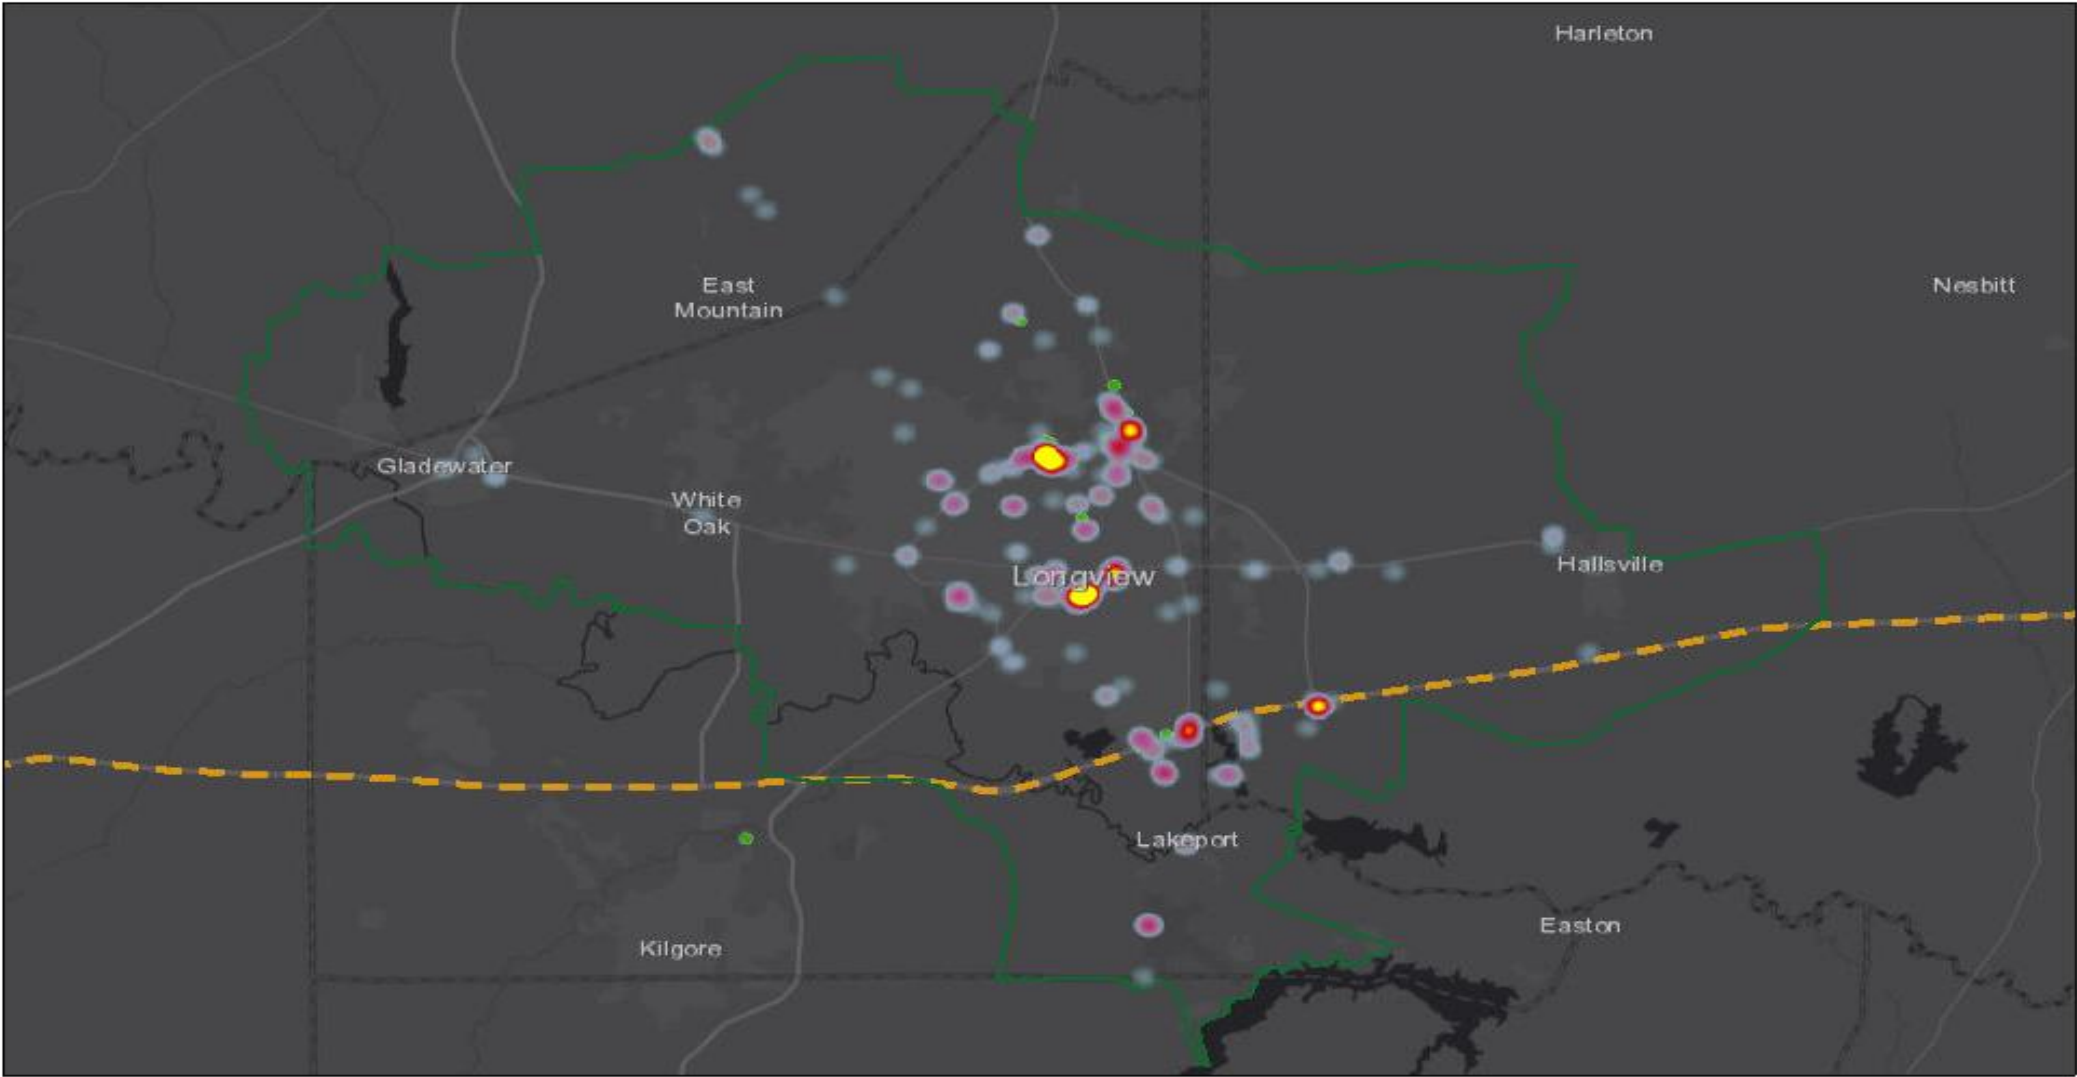 Harleton
East
Mountain
Nesbitt
Gladewater
White
Oak
Longview
Hallsville
Lakeport
Easton
Kilgore